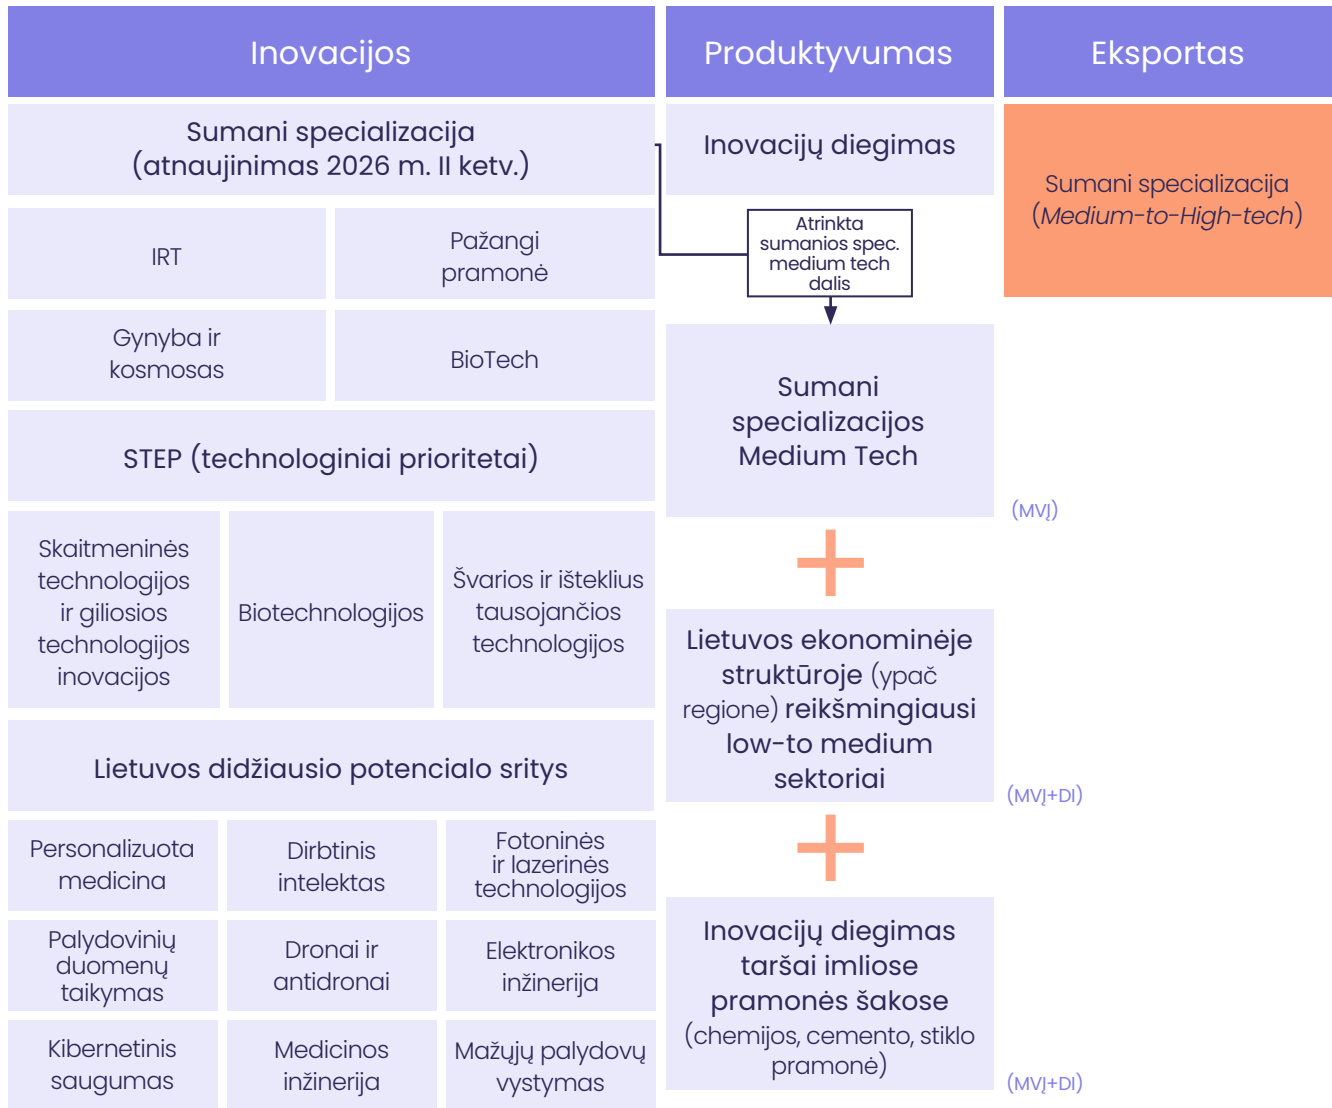 Inovacijos
Sumani specializacija
(atnaujinimas 2026 m. II ketv.)
IRT
Pažangi
pramonė
Gynyba ir
kosmosas
BioTech
STEP (technologiniai prioritetai)
Skaitmeninės
technologijos
ir giliosios
technologijos
inovacijos
Biotechnologijos
Švarios ir išteklius
tausojančios
technologijos
Lietuvos didžiausio potencialo sritys
Personalizuota
medicina
Dirbtinis
intelektas
Fotoninės
ir lazerinės
technologijos
Palydovinių
duomenų
taikymas
Dronai ir
antidronai
Elektronikos
inžinerija
Kibernetinis
saugumas
Medicinos
inžinerija
Mažųjų palydovų
vystymas
Produktyvumas
Inovacijų diegimas
Atrinkta
sumanios spec.
medium tech
dalis
Sumani
specializacijos
Medium Tech
(MVĮ)
Lietuvos ekonominėje
struktūroje (ypač
regione) reikšmingiausi
low-to medium
sektoriai
(MVĮ+DI)
Inovacijų diegimas
taršai imliose
pramonės šakose
(chemijos, cemento, stiklo
pramonė)
(MVĮ+DI)
Eksportas
Sumani specializacija
(Medium-to-High-tech)